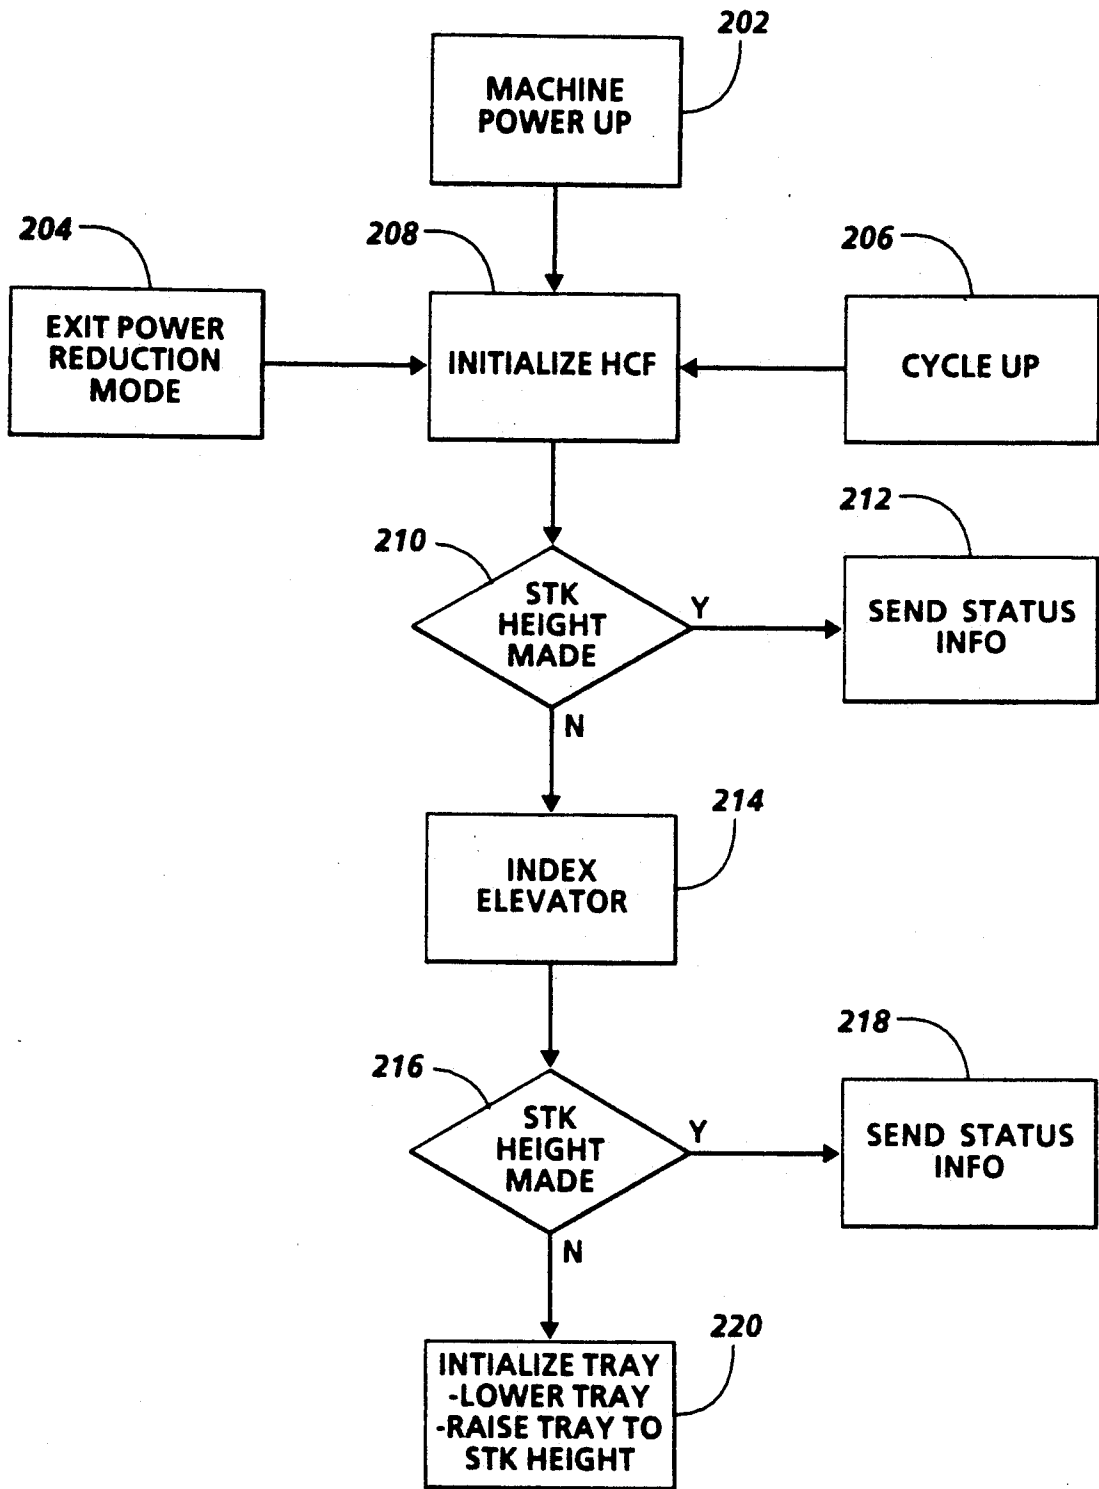 202
MACHINE
POWER UP
204
208
206
EXIT POWER
REDUCTION
MODE
INITIALIZE HCF
CYCLE UP
210
212
STK
HEIGHT
MADE
Y
SEND STATUS
INFO
N
214
INDEX
ELEVATOR
216
218
STK
HEIGHT
MADE
Y
SEND STATUS
INFO
N
220
INTIALIZE TRAY
-LOWER TRAY
-RAISE TRAY TO
STK HEIGHT